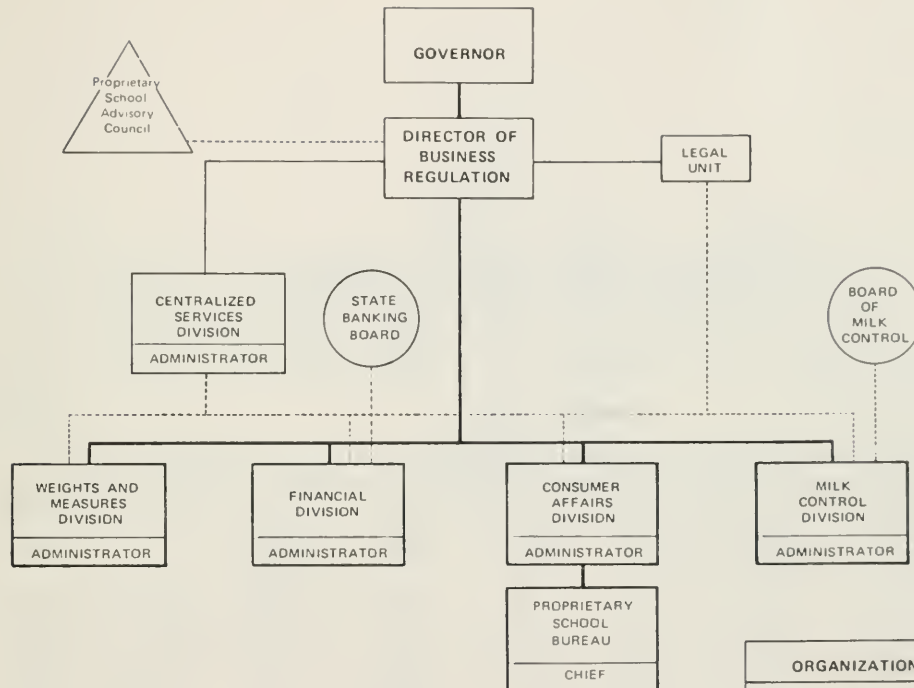 GOVERNOR
Proprietary
School
Advisory
Council
DIRECTOR OF
BUSINESS
REGULATION
LEGAL
UNIT
CENTRALIZED
SERVICES
DIVISION
ADMINISTRATOR
STATE
BANKING
BOARD
BOARD
OF
MILK
CONTROL
WEIGHTS AND
MEASURES
DIVISION
ADMINISTRATOR
FINANCIAL
DIVISION
ADMINISTRATOR
CONSUMER
AFFAIRS
DIVISION
ADMINISTRATOR
MILK
CONTROL
DIVISION
ADMINISTRATOR
PROPRIETARY
SCHOOL
BUREAU
CHIEF
ORGANIZATION